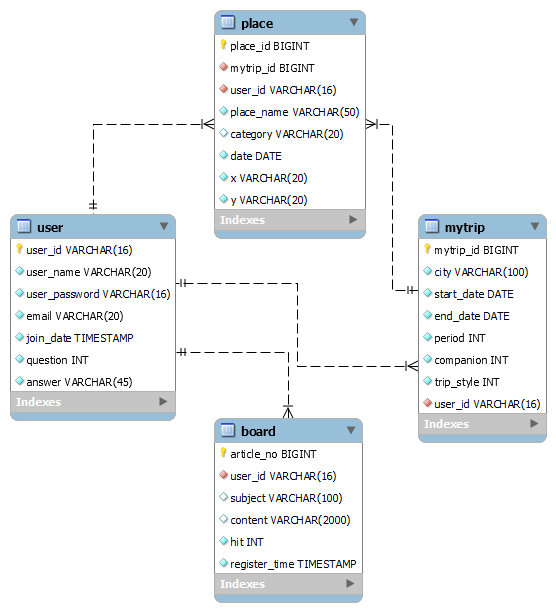 place
place_id BIGINT
mytrip_id BIGINT
user_id VARCHAR(16)
place_name VARCHAR(50)
category VARCHAR(20)
date DATE
x VARCHAR(20)
y VARCHAR(20)
Indexes
user
user_id VARCHAR(16)
user_name VARCHAR(20)
user_password VARCHAR(16)
email VARCHAR(20)
join_date TIMESTAMP
question INT
answer VARCHAR(45)
Indexes
mytrip
mytrip_id BIGINT
city VARCHAR(100)
start_date DATE
end_date DATE
period INT
companion INT
trip_style INT
user_id VARCHAR(16)
Indexes
board
article_no BIGINT
user_id VARCHAR(16)
subject VARCHAR(100)
content VARCHAR(2000)
hit INT
register_time TIMESTAMP
Indexes